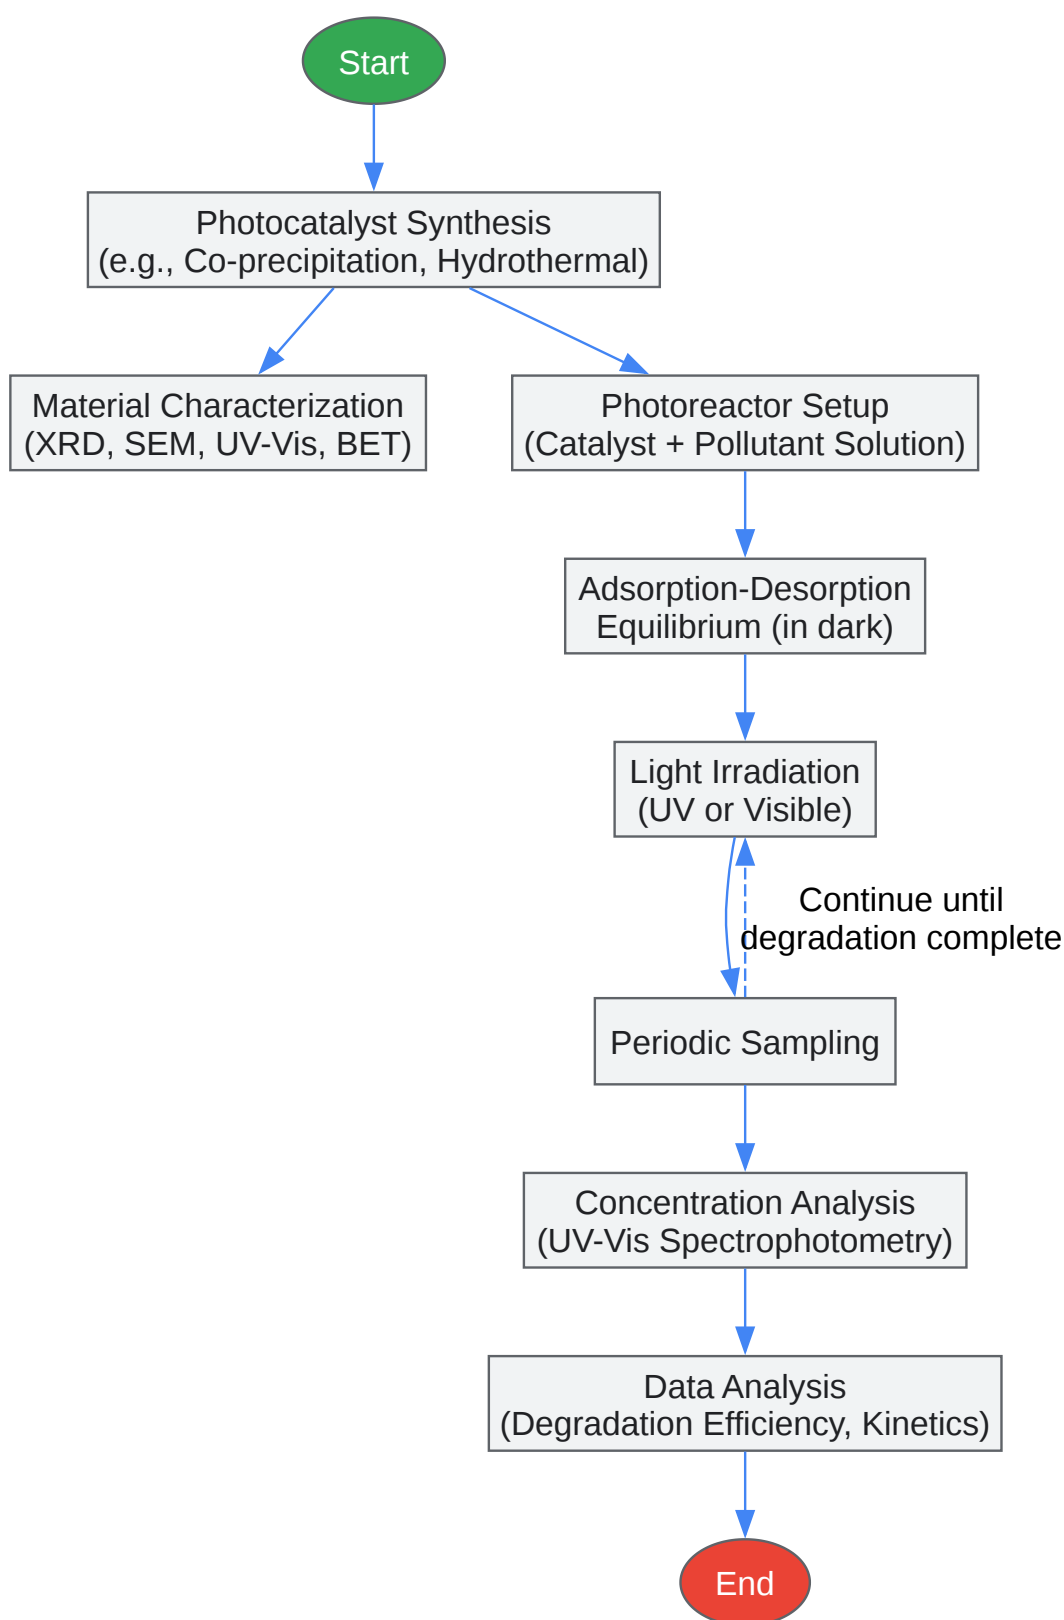 Start
Photocatalyst Synthesis
(e.g., Co-precipitation, Hydrothermal)
Material Characterization
(XRD, SEM, UV-Vis, BET)
Photoreactor Setup
(Catalyst + Pollutant Solution)
Adsorption-Desorption
Equilibrium (in dark)
Light Irradiation
(UV or Visible)
Continue until
degradation complete
Periodic Sampling
Concentration Analysis
(UV-Vis Spectrophotometry)
Data Analysis
(Degradation Efficiency, Kinetics)
End